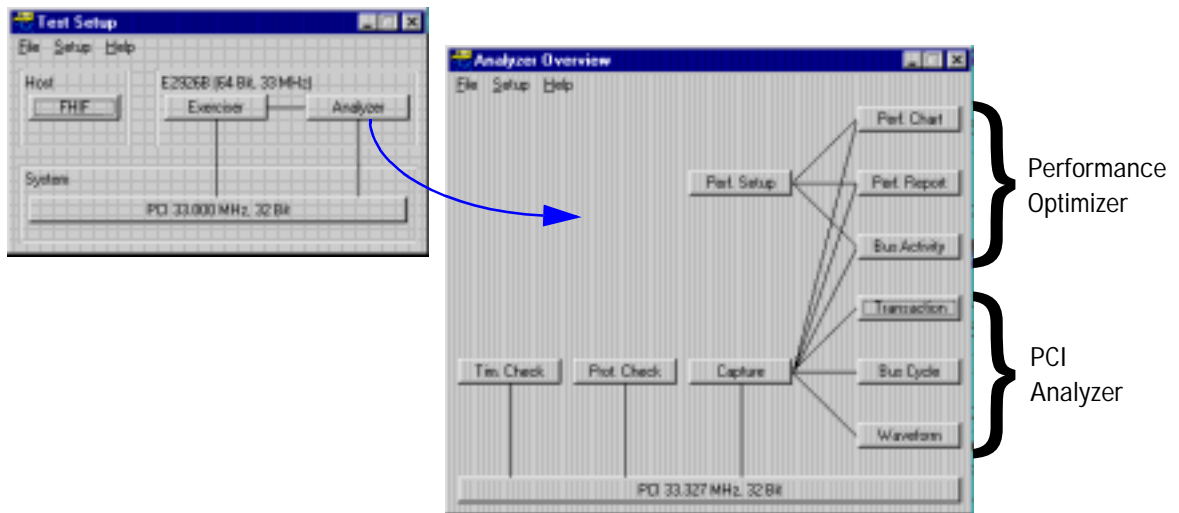 Test Setup
File Setup Help
Host
FHIF
E2926B (64 Bit, 33 MHz)
Exerciser
Analyzer
System
PCI 33.000 MHz, 32 Bit
Analyzer Overview
File Setup Help
Perf. Chart
Perf. Setup
Perf. Report
Bus Activity
Transaction
Tim. Check
Prot. Check
Capture
Bus Cycle
Waveform
PCI 33.327 MHz, 32 Bit
Performance
Optimizer
PCI
Analyzer